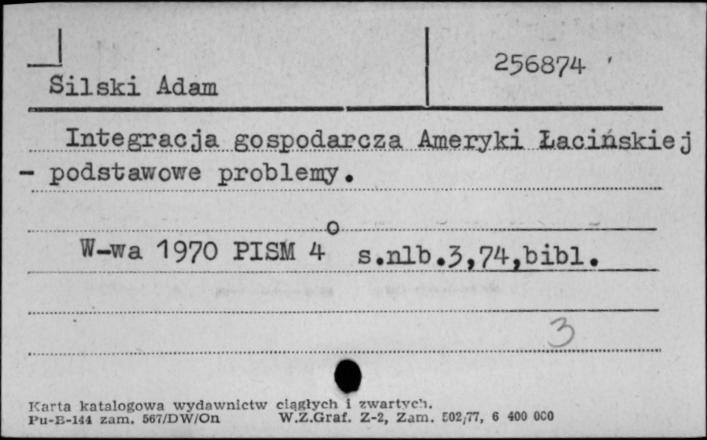 256874
Silski Adam
Integracja gospodarcza Ameryki Łacińskiej
- podstawowe problemy.
W-wa 1970 PISM 4° s.nlb.3,74,bibl.
3
Karta katalogowa wydawnictw ciągłych i zwartych.
Pu-B-144 zam. 567/DW/On W.Z.Graf. Z-2, Zam. 502/77, 6 400 000